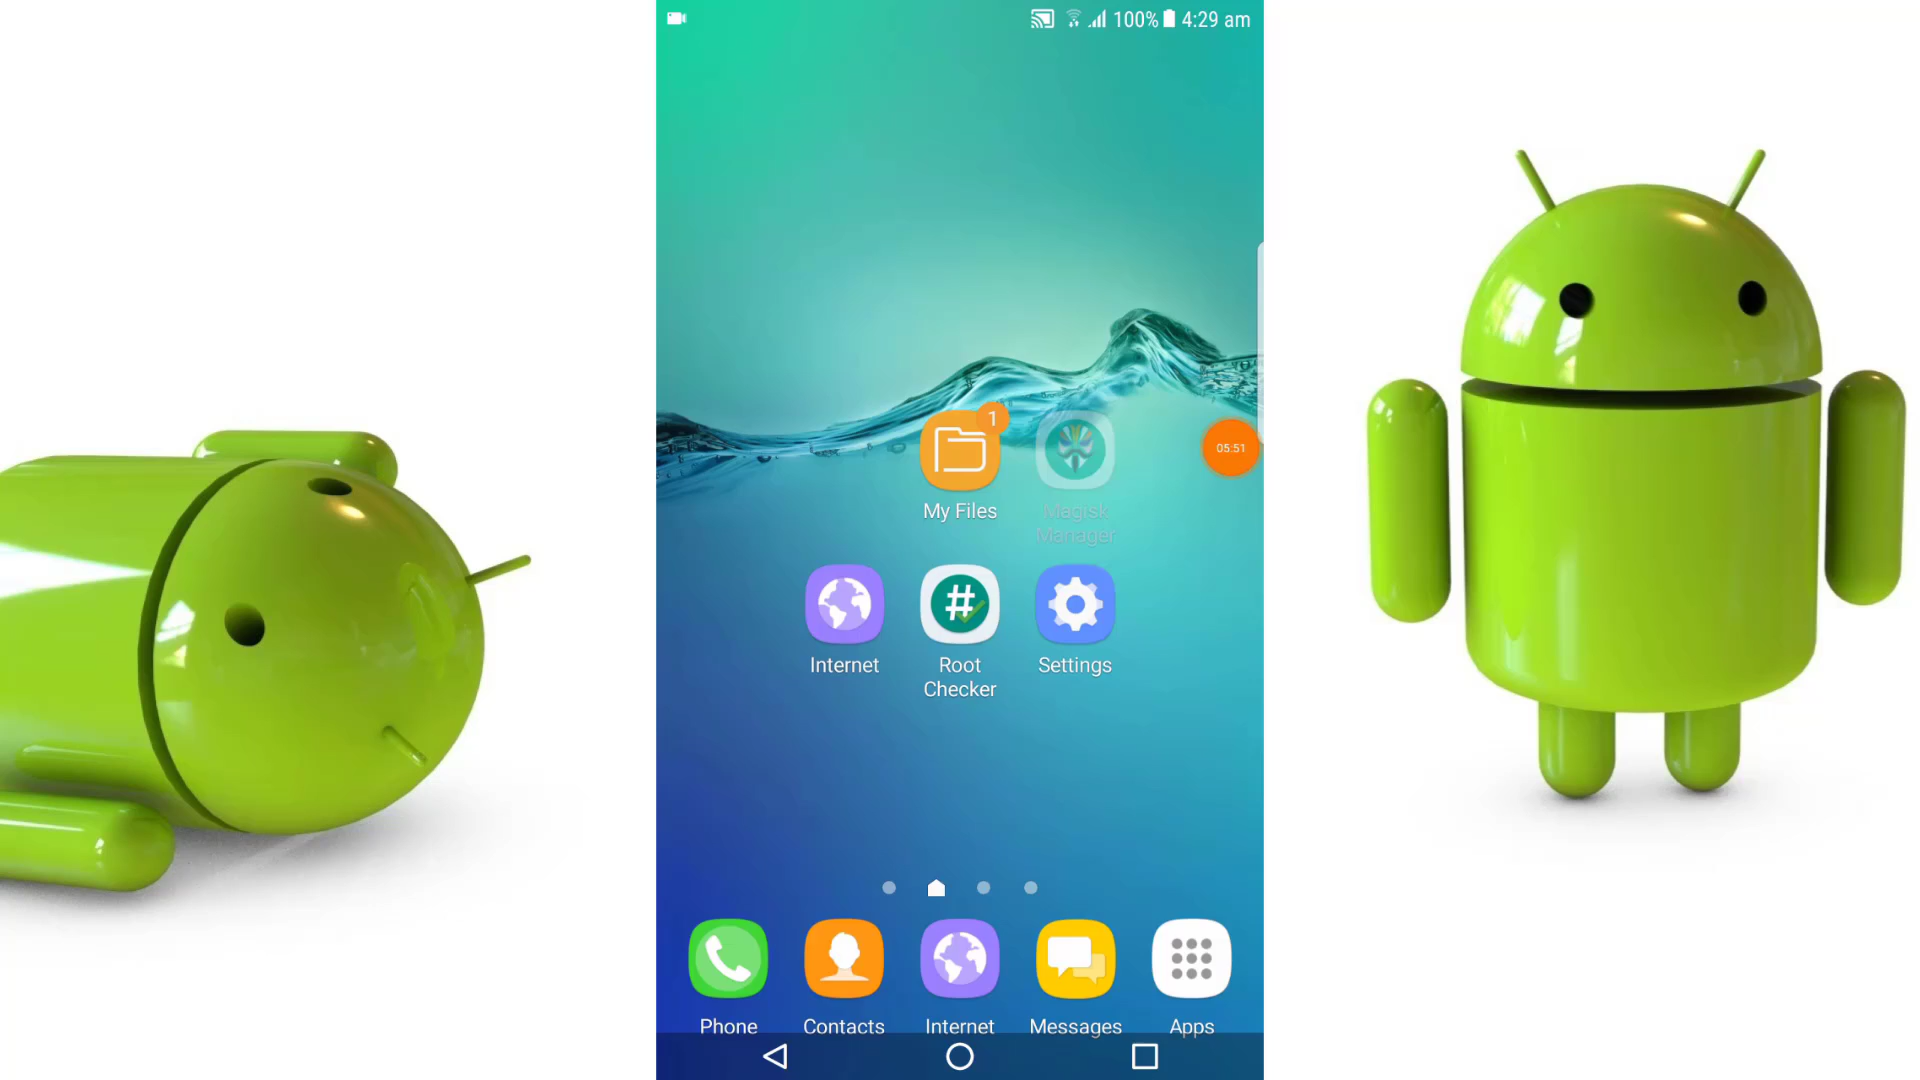 100% 4:29 am
1
05:51
My Files
Magisk
Manager
#
Internet
Root
Checker
Settings
Phone
Contacts
Internet
Messages
Apps